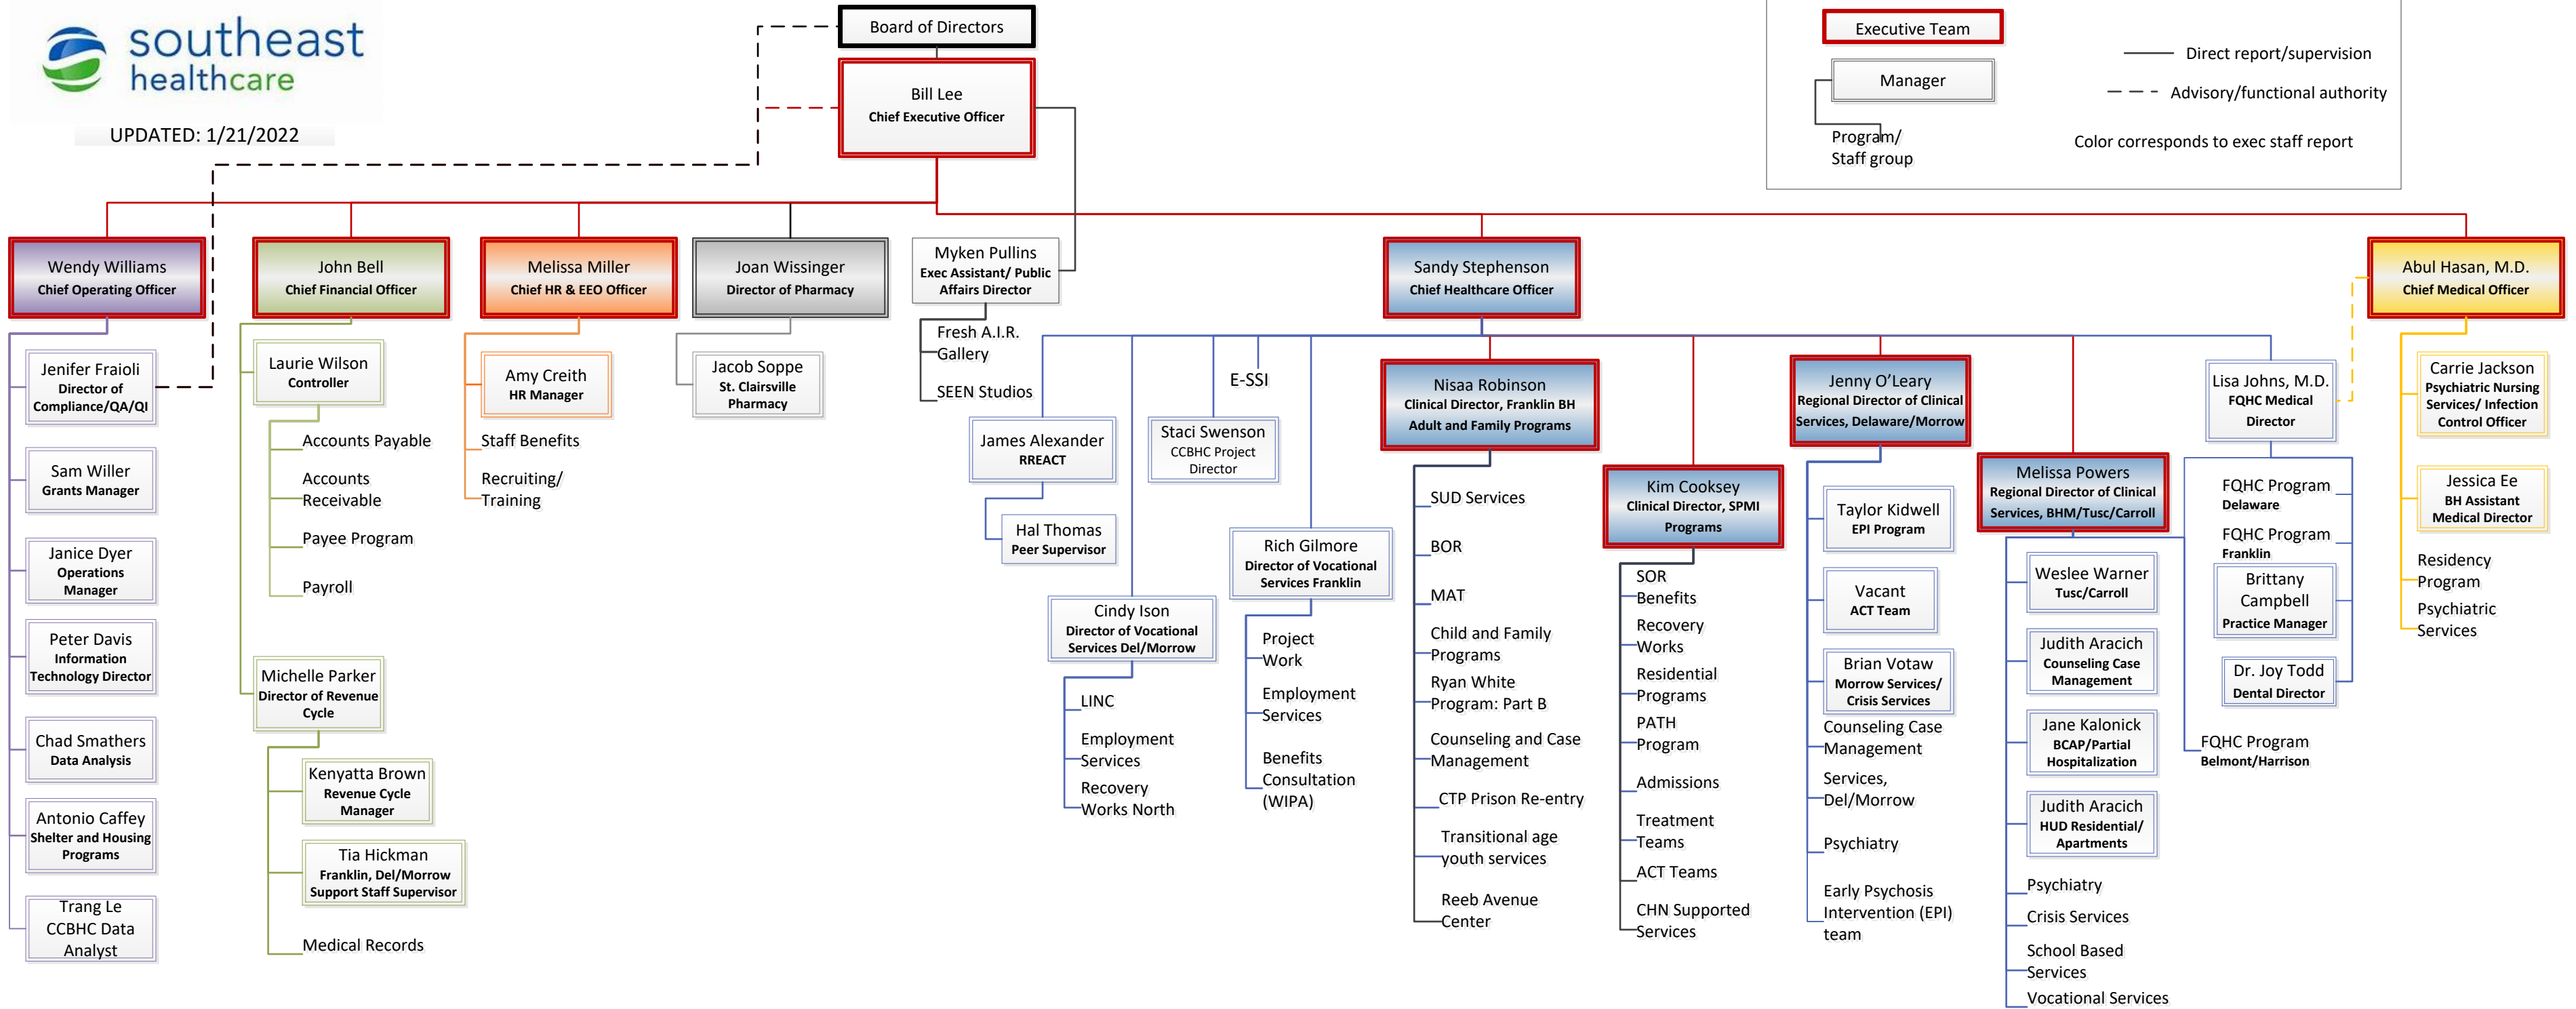 southeast
healthcare
UPDATED: 1/21/2022
Board of Directors
Bill Lee
Chief Executive Officer
Executive Team
Manager
Program/
Staff group
Direct report/supervision
Advisory/functional authority
Color corresponds to exec staff report
Wendy Williams
Chief Operating Officer
Jenifer Fraioli
Director of
Compliance/QA/QI
Sam Willer
Grants Manager
Janice Dyer
Operations
Manager
Peter Davis
Information
Technology Director
Chad Smathers
Data Analysis
Antonio Caffey
Shelter and Housing
Programs
Trang Le
CCBHC Data
Analyst
John Bell
Chief Financial Officer
Laurie Wilson
Controller
Accounts Payable
Accounts
Receivable
Payee Program
Payroll
Michelle Parker
Director of Revenue
Cycle
Kenyatta Brown
Revenue Cycle
Manager
Tia Hickman
Franklin, Del/Morrow
Support Staff Supervisor
Medical Records
Melissa Miller
Chief HR & EEO Officer
Amy Creith
HR Manager
Staff Benefits
Recruiting/
Training
Joan Wissinger
Director of Pharmacy
Jacob Soppe
St. Clairsville
Pharmacy
Myken Pullins
Exec Assistant/ Public
Affairs Director
Fresh A.I.R.
Gallery
SEEN Studios
Sandy Stephenson
Chief Healthcare Officer
James Alexander
RREACT
Hal Thomas
Peer Supervisor
Cindy Ison
Director of Vocational
Services Del/Morrow
LINC
Employment
Services
Recovery
Works North
Staci Swenson
CCBHC Project
Director
E-SSI
Rich Gilmore
Director of Vocational
Services Franklin
Project
Work
Employment
Services
Benefits
Consultation
(WIPA)
Nisaa Robinson
Clinical Director, Franklin BH
Adult and Family Programs
SUD Services
BOR
MAT
Child and Family
Programs
Ryan White
Program: Part B
Counseling and Case
Management
CTP Prison Re-entry
Transitional age
youth services
Reeb Avenue
Center
Kim Cooksey
Clinical Director, SPMI
Programs
SOR
Benefits
Recovery
Works
Residential
Programs
PATH
Program
Admissions
Treatment
Teams
ACT Teams
CHN Supported
Services
Jenny O’Leary
Regional Director of Clinical
Services, Delaware/Morrow
Taylor Kidwell
EPI Program
Vacant
ACT Team
Brian Votaw
Morrow Services/
Crisis Services
Counseling Case
Management
Services,
Del/Morrow
Psychiatry
Early Psychosis
Intervention (EPI)
team
Melissa Powers
Regional Director of Clinical
Services, BHM/Tusc/Carroll
Weslee Warner
Tusc/Carroll
Judith Aracich
Counseling Case
Management
Jane Kalonick
BCAP/Partial
Hospitalization
Judith Aracich
HUD Residential/
Apartments
Psychiatry
Crisis Services
School Based
Services
Vocational Services
Lisa Johns, M.D.
FQHC Medical
Director
FQHC Program
Delaware
FQHC Program
Franklin
Brittany
Campbell
Practice Manager
Dr. Joy Todd
Dental Director
FQHC Program
Belmont/Harrison
Abul Hasan, M.D.
Chief Medical Officer
Carrie Jackson
Psychiatric Nursing
Services/ Infection
Control Officer
Jessica Ee
BH Assistant
Medical Director
Residency
Program
Psychiatric
Services